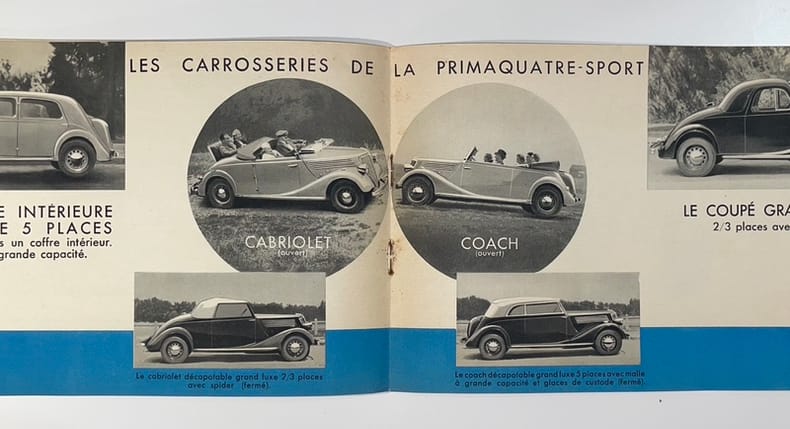 LES CARROSSERIES DE LA PRIMAQUATRE-SPORT
E INTÉRIEURE
E 5 PLACES
s un coffre intérieur.
grande capacité.
CABRIOLET
(ouvert)
Le cabriolet décapotable grand luxe 2/3 places
avec spider (fermé).
COACH
(ouvert)
Le coach décapotable grand luxe 5 places avec malle
à grande capacité et glaces de custode (fermé).
LE COUPÉ GRA
2/3 places ave